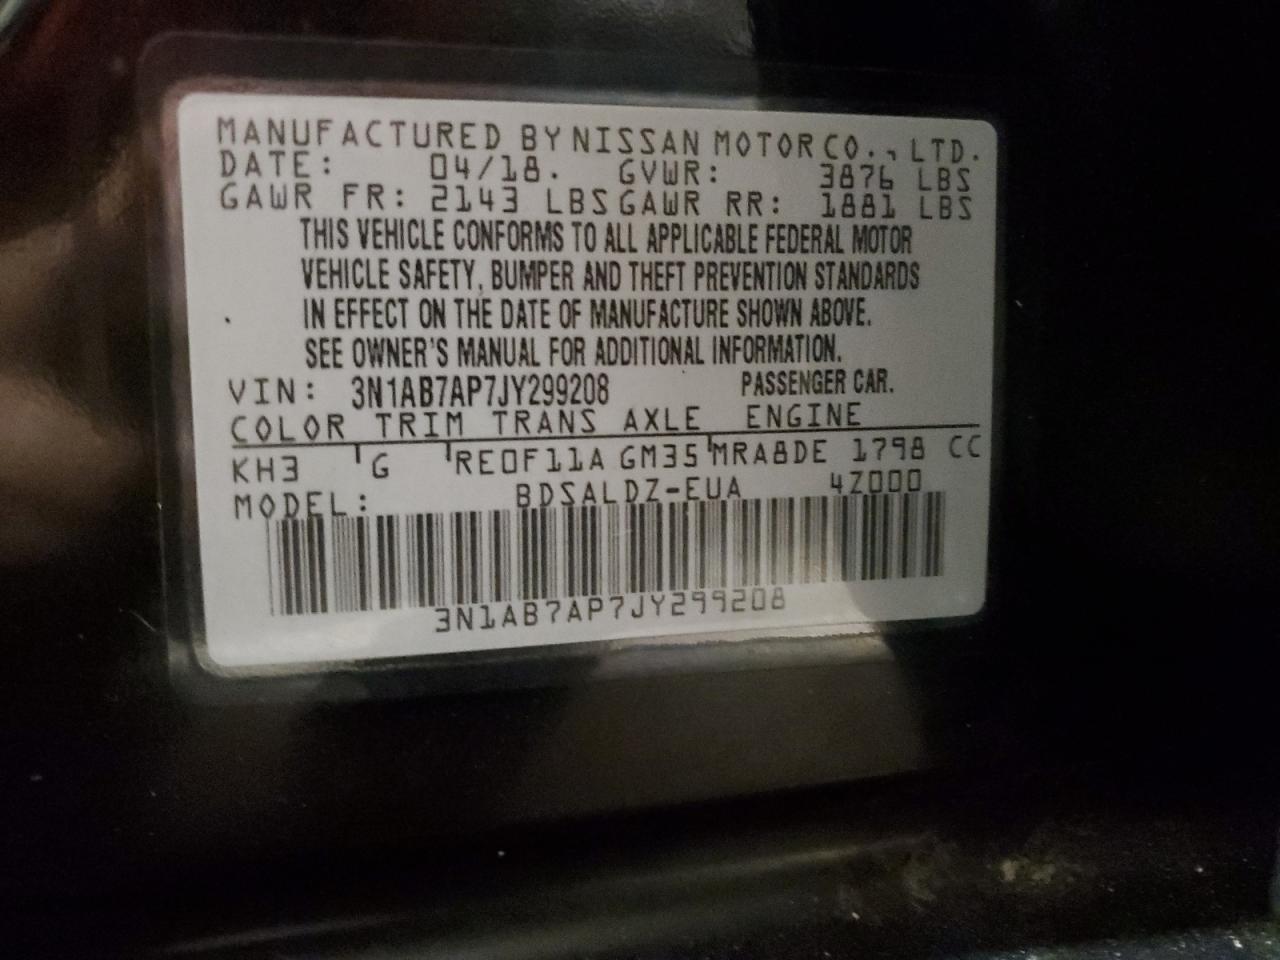 MANUFACTURED BY NISSAN MOTOR CO., LTD.
DATE: 04/18. GVWR: 3876 LBS
GAWR FR: 2143 LBS GAWR RR: 1881 LBS
THIS VEHICLE CONFORMS TO ALL APPLICABLE FEDERAL MOTOR
VEHICLE SAFETY, BUMPER AND THEFT PREVENTION STANDARDS
IN EFFECT ON THE DATE OF MANUFACTURE SHOWN ABOVE.
SEE OWNER'S MANUAL FOR ADDITIONAL INFORMATION.
VIN: 3N1AB7AP7JY299208 PASSENGER CAR.
COLOR TRIM TRANS AXLE ENGINE
KH3 G RE0F11A GM35 MRA8DE 1798 CC
MODEL: BDSALDZ-EUA 4Z000
3N1AB7AP7JY299208